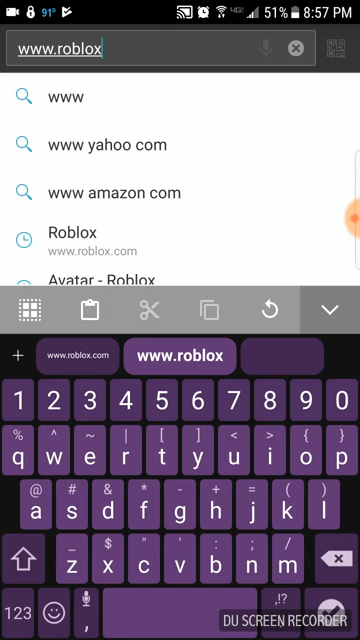 91° 4G LTE 51% 8:57 PM
www.roblox
www
www yahoo com
www amazon com
Roblox
www.roblox.com
Avatar - Roblox
+ www.roblox.com www.roblox
1 2 3 4 5 6 7 8 9 0
% ^ ~ | [ ] < > { }
q w e r t y u i o p
@ # & * - + = ( )
a s d f g h j k l
_ $ " ' : ; /
z x c v b n m
123 , ,!?
DU SCREEN RECORDER